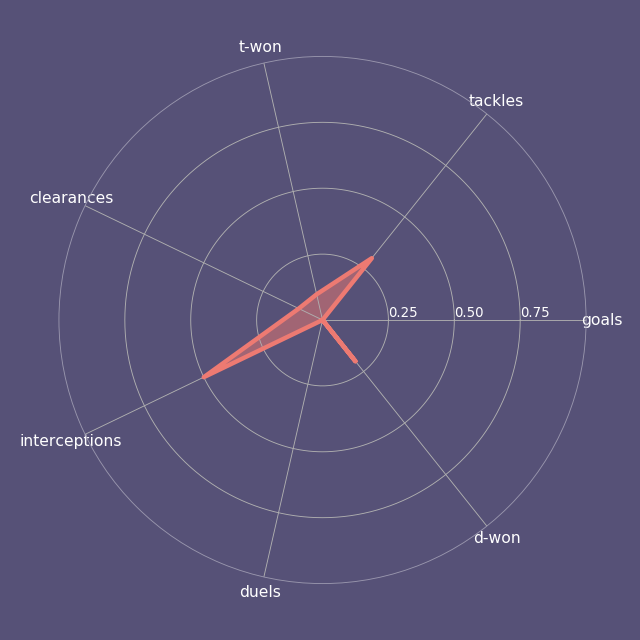 t-won
tackles
clearances
0.25 0.50 0.75 goals
interceptions
d-won
duels